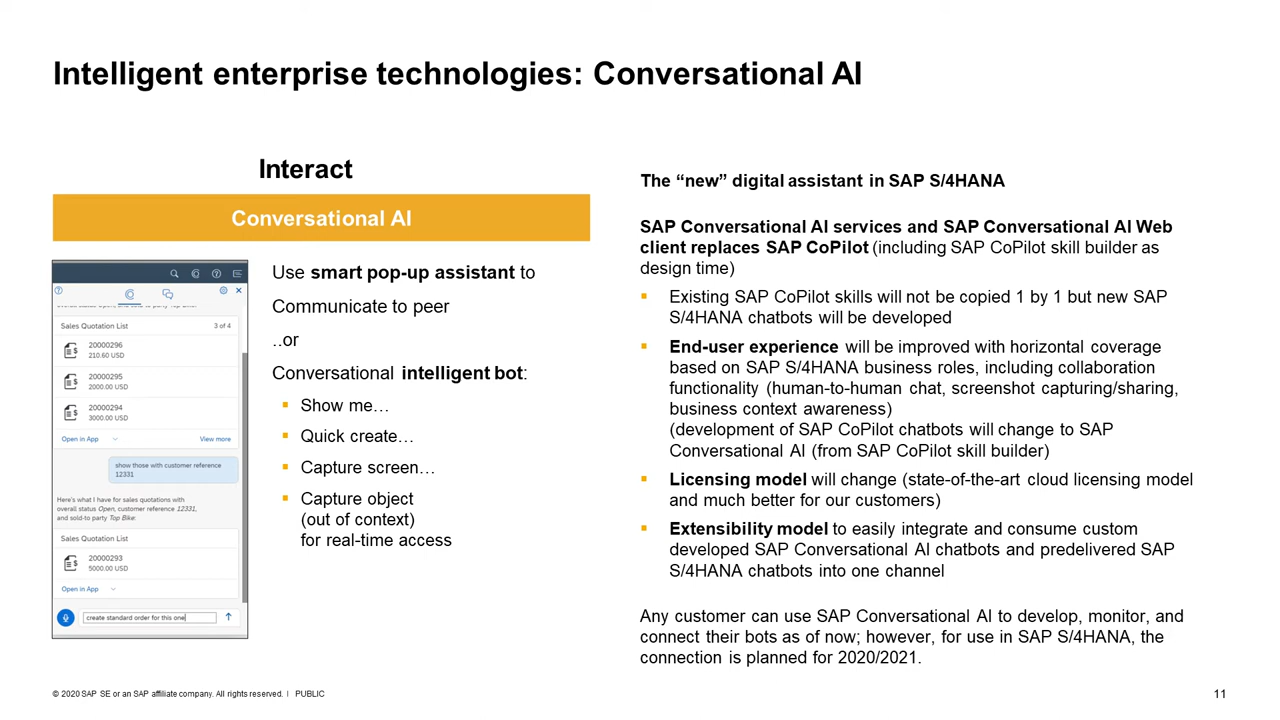 Intelligent enterprise technologies: Conversational AI
Interact
Conversational AI
Sales Quotation List 3 of 4
20000296
210.60 USD
20000295
2000.00 USD
20000294
3000.00 USD
Open in App View more
show those with customer reference
12331
Here's what I have for sales quotations with
overall status Open, customer reference 12331,
and sold-to party Top Bike.
Sales Quotation List
20000293
5000.00 USD
Open in App
create standard order for this one
Use smart pop-up assistant to
Communicate to peer
..or
Conversational intelligent bot:
▪ Show me…
▪ Quick create…
▪ Capture screen…
▪ Capture object
(out of context)
for real-time access
The “new” digital assistant in SAP S/4HANA
SAP Conversational AI services and SAP Conversational AI Web
client replaces SAP CoPilot (including SAP CoPilot skill builder as
design time)
▪ Existing SAP CoPilot skills will not be copied 1 by 1 but new SAP
S/4HANA chatbots will be developed
▪ End-user experience will be improved with horizontal coverage
based on SAP S/4HANA business roles, including collaboration
functionality (human-to-human chat, screenshot capturing/sharing,
business context awareness)
(development of SAP CoPilot chatbots will change to SAP
Conversational AI (from SAP CoPilot skill builder)
▪ Licensing model will change (state-of-the-art cloud licensing model
and much better for our customers)
▪ Extensibility model to easily integrate and consume custom
developed SAP Conversational AI chatbots and predelivered SAP
S/4HANA chatbots into one channel
Any customer can use SAP Conversational AI to develop, monitor, and
connect their bots as of now; however, for use in SAP S/4HANA, the
connection is planned for 2020/2021.
© 2020 SAP SE or an SAP affiliate company. All rights reserved. | PUBLIC
11